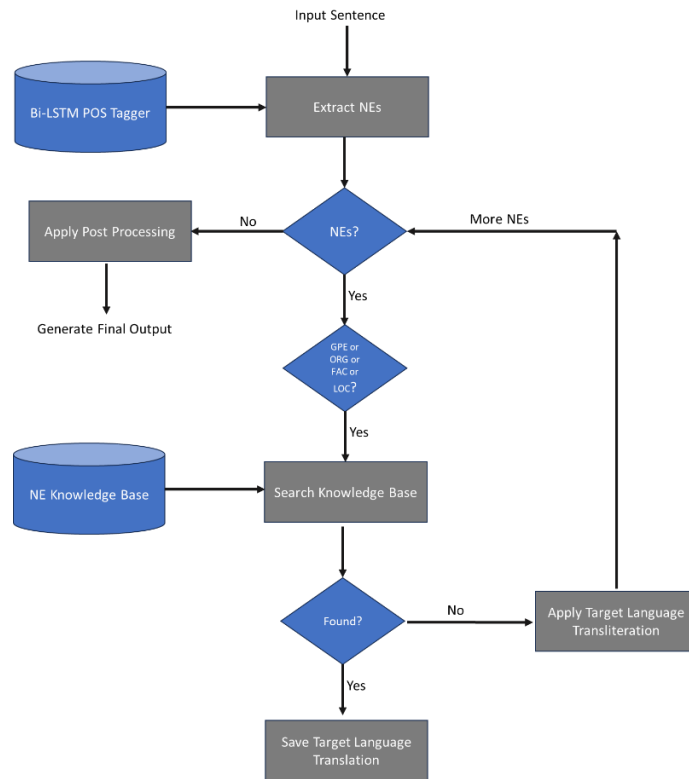 Input Sentence
Bi-LSTM POS Tagger
Extract NEs
No
More NEs
Apply Post Processing
NEs?
Yes
Generate Final Output
GPE or
ORG or
FAC or
LOC?
Yes
NE Knowledge Base
Search Knowledge Base
No
Found?
Apply Target Language
Transliteration
Yes
Save Target Language
Translation